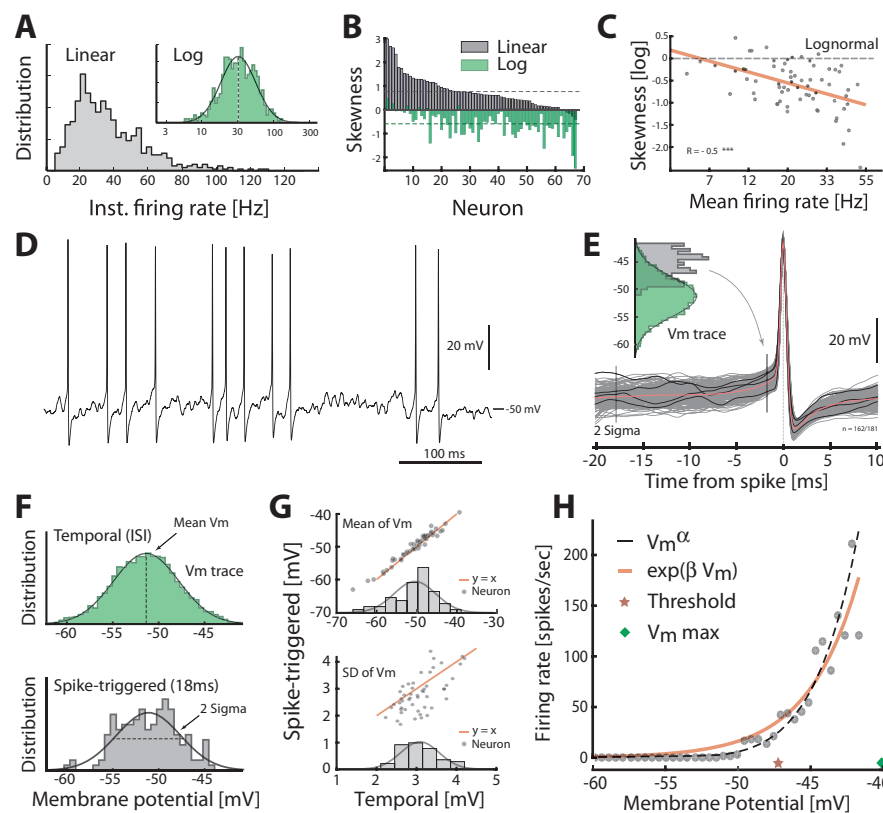 A
Linear
Log
Distribution
3 10 30 100 300
0 20 40 60 80 100 120
Inst. firing rate [Hz]
B
Linear
Log
Skewness
3
2
1
0
1
-2
0 10 20 30 40 50 60 70
Neuron
C
Lognormal
Skewness [log]
0.5
0
-0.5
-1.0
-1.5
-2.0
R = - 0.5 ***
7 12 20 33 55
Mean firing rate [Hz]
D
20 mV
-50 mV
100 ms
E
-45
-50
-55
-60
Vm trace
20 mV
2 Sigma
n = 162/181
-20 -15 -10 -5 0 5 10
Time from spike [ms]
F
Temporal (ISI)
Mean Vm
Vm trace
Distribution
-60 -55 -50 -45
Spike-triggered (18ms)
2 Sigma
Distribution
-60 -55 -50 -45
Membrane potential [mV]
G
Spike-triggered [mV]
-40
-50
-60
-70
Mean of Vm
y = x
Neuron
-70 -60 -50 -40 -30
4
3
2
1
SD of Vm
y = x
Neuron
1 2 3 4 5
Temporal [mV]
H
Vm^α
exp(β Vm)
Threshold
Vm max
Firing rate [spikes/sec]
200
150
100
50
0
-60 -55 -50 -45 -40
Membrane Potential [mV]